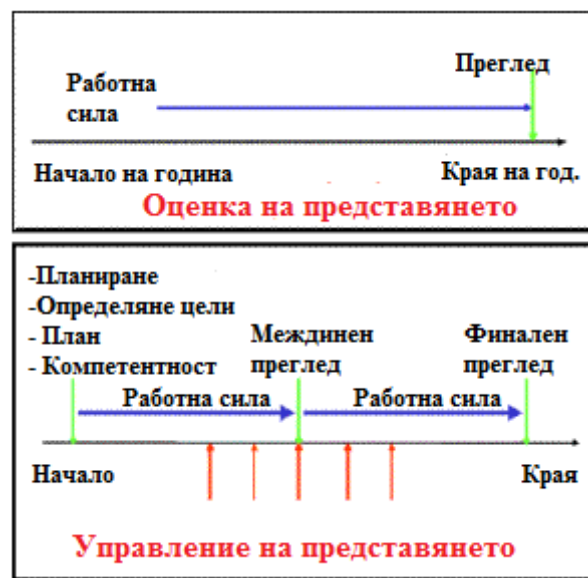 Преглед
Работна
сила
Начало на година
Края на год.
Оценка на представянето
-Планиране
-Определяне цели
- План
- Компетентност
Междинен
преглед
Финален
преглед
Работна сила
Работна сила
Начало
Края
Управление на представянето